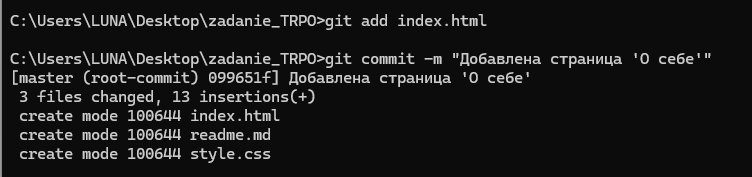 C:\Users\LUNA\Desktop\zadanie_TRPO>git add index.html
C:\Users\LUNA\Desktop\zadanie_TRPO>git commit -m "Добавлена страница 'О себе'"
[master (root-commit) 099651f] Добавлена страница 'О себе'
3 files changed, 13 insertions(+)
create mode 100644 index.html
create mode 100644 readme.md
create mode 100644 style.css